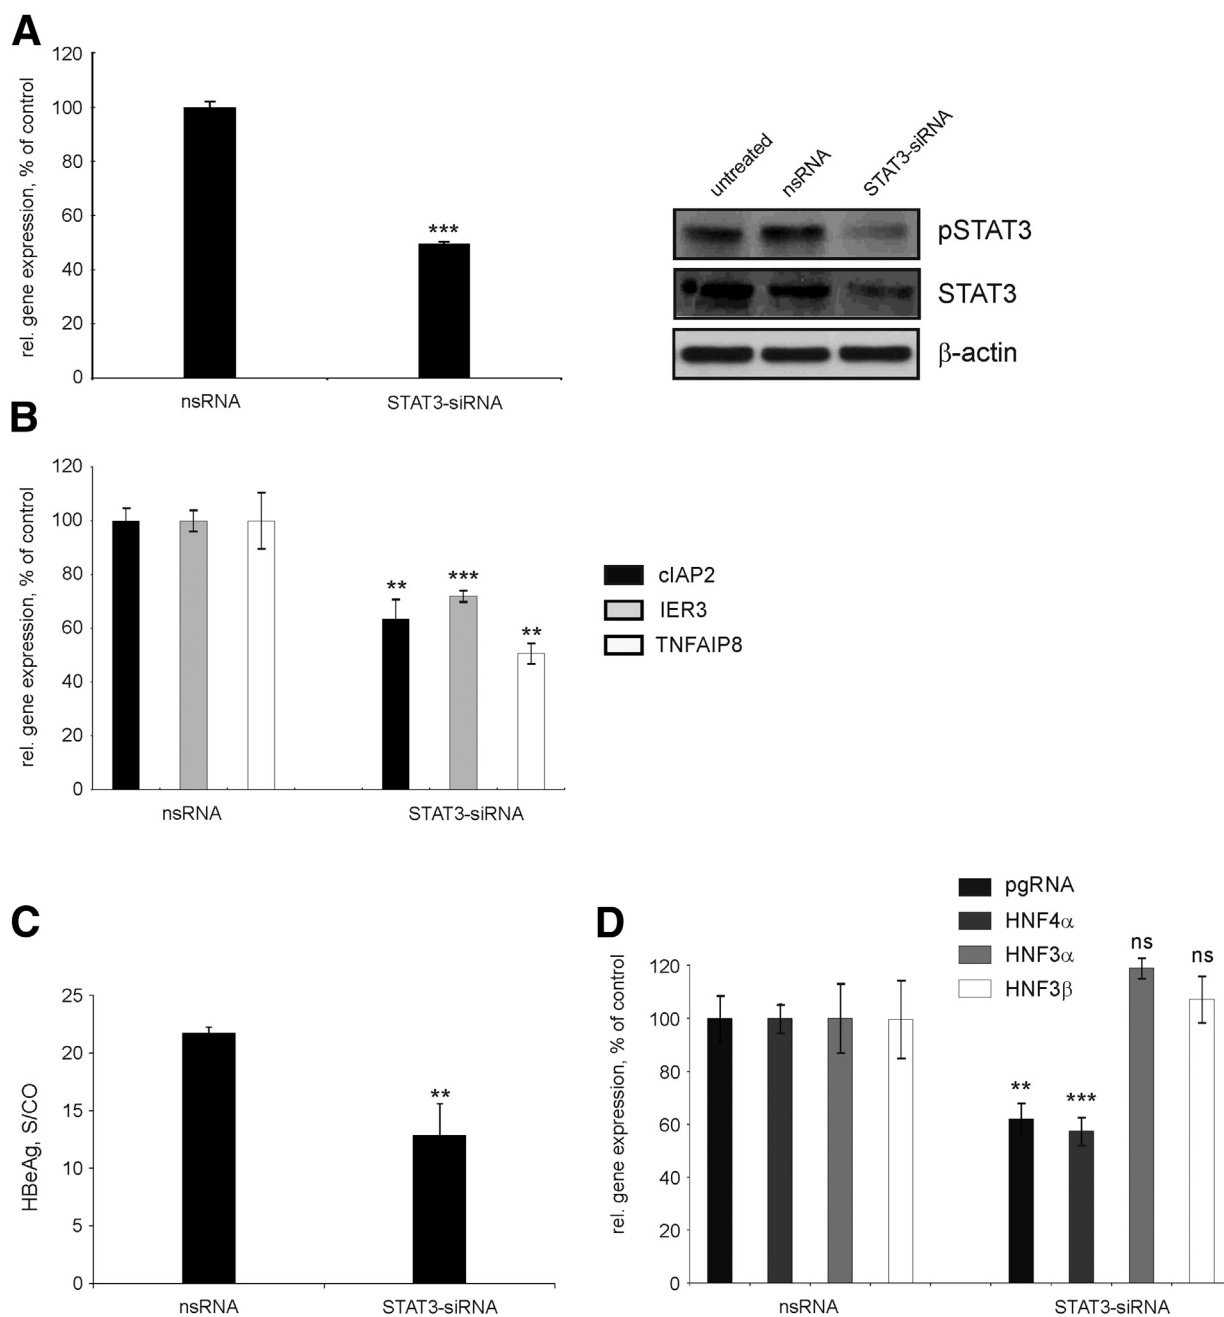 A
rel. gene expression, % of control
120
100
80
60
40
20
0
***
nsRNA
STAT3-siRNA
untreated
nsRNA
STAT3-siRNA
pSTAT3
STAT3
β-actin
B
rel. gene expression, % of control
120
100
80
60
40
20
0
**
***
**
nsRNA
STAT3-siRNA
cIAP2
IER3
TNFAIP8
C
HBeAg, S/CO
25
20
15
10
5
0
**
nsRNA
STAT3-siRNA
D
pgRNA
HNF4α
HNF3α
HNF3β
rel. gene expression, % of control
120
100
80
60
40
20
0
**
***
ns
ns
nsRNA
STAT3-siRNA